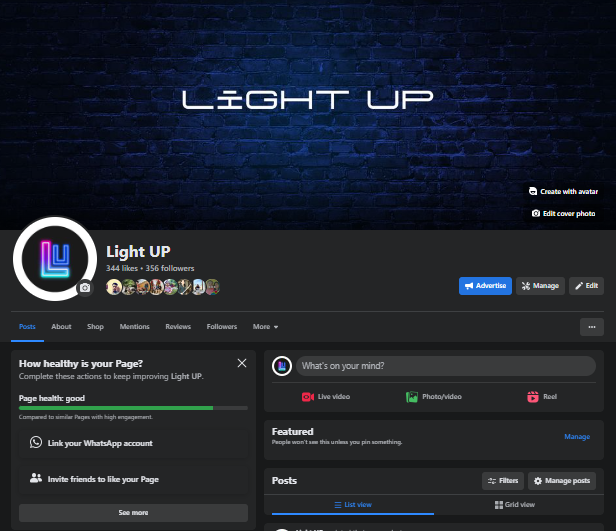 LIGHT UP
Create with avatar
Edit cover photo
LU
Light UP
344 likes • 356 followers
Advertise
Manage
Edit
Posts
About
Shop
Mentions
Reviews
Followers
More
How healthy is your Page?
Complete these actions to keep improving Light UP.
Page health: good
Compared to similar Pages with high engagement.
Link your WhatsApp account
Invite friends to like your Page
See more
LU
What's on your mind?
Live video
Photo/video
Reel
Featured
People won't see this unless you pin something.
Manage
Posts
Filters
Manage posts
List view
Grid view